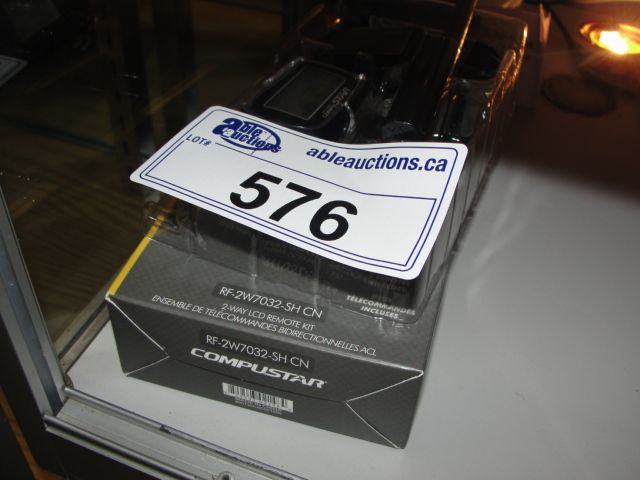 able auctions
LOT#
ableauctions.ca
576
TÉLÉCOMMANDES
INCLUSES
RF-2W7032-SH CN
2-WAY LCD REMOTE KIT
ENSEMBLE DE TÉLÉCOMMANDES BIDIRECTIONNELLES ACL
RF-2W7032-SH CN
COMPUSTAR